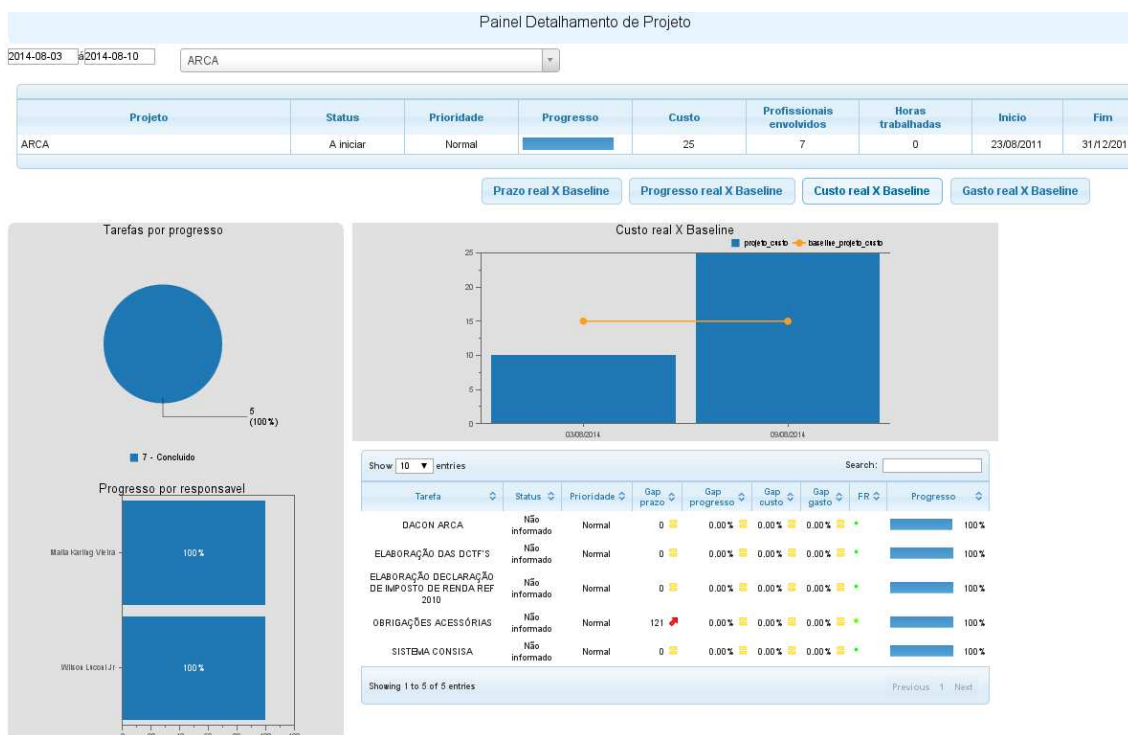 Painel Detalhamento de Projeto
2014-08-03 á 2014-08-10 ARCA
Projeto Status Prioridade Progresso Custo Profissionais envolvidos Horas trabalhadas Inicio Fim
ARCA A iniciar Normal 25 7 0 23/08/2011 31/12/201
Prazo real X Baseline Progresso real X Baseline Custo real X Baseline Gasto real X Baseline
Tarefas por progresso
5
(100%)
7 - Concluido
Progresso por responsavel
100%
100%
Custo real X Baseline
projeto_custo baseline_projeto_custo
25
20
15
10
5
0
03/08/2014 09/08/2014
Show 10 entries Search:
Tarefa Status Prioridade Gap prazo Gap progresso Gap custo Gap gasto FR Progresso
DACON ARCA Não informado Normal 0 0.00% 0.00% 0.00% 100%
ELABORAÇÃO DAS DCTF'S Não informado Normal 0 0.00% 0.00% 0.00% 100%
ELABORAÇÃO DECLARAÇÃO DE IMPOSTO DE RENDA REF 2010 Não informado Normal 0 0.00% 0.00% 0.00% 100%
OBRIGAÇÕES ACESSÓRIAS Não informado Normal 121 0.00% 0.00% 0.00% 100%
SISTEMA CONSISA Não informado Normal 0 0.00% 0.00% 0.00% 100%
Showing 1 to 5 of 5 entries Previous 1 Next